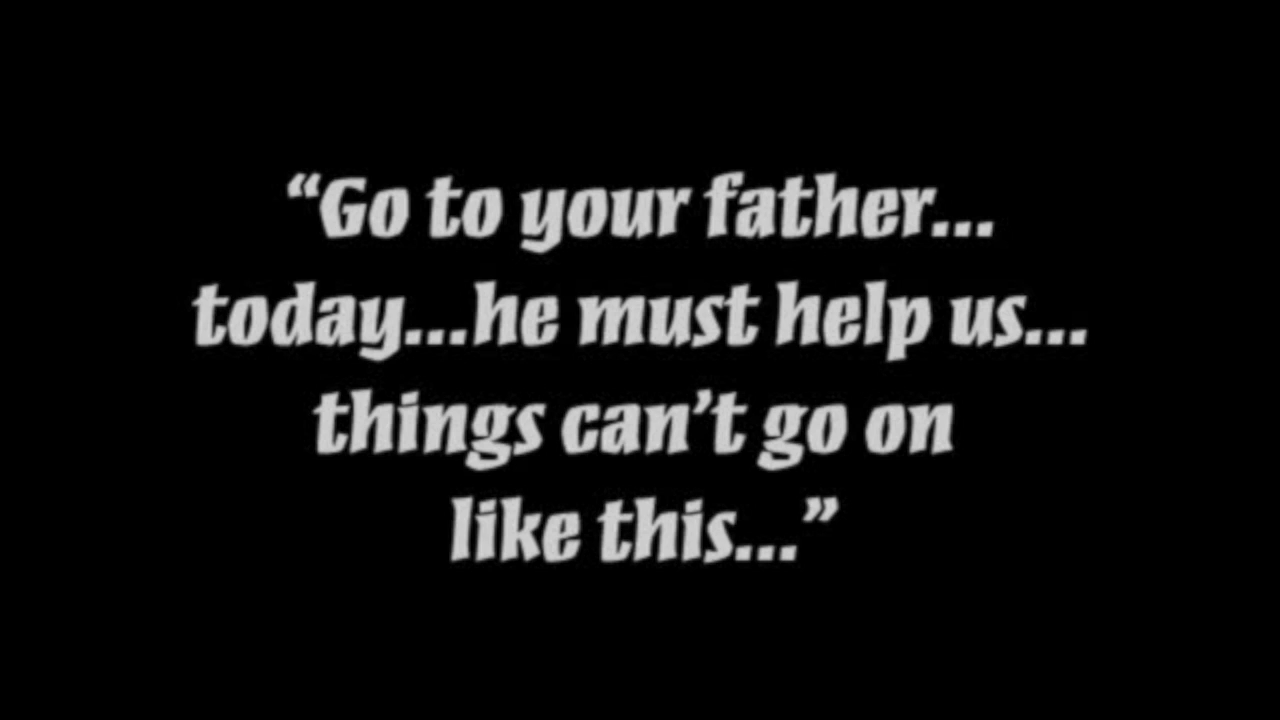 “Go to your father...
today...he must help us...
things can’t go on
like this...”